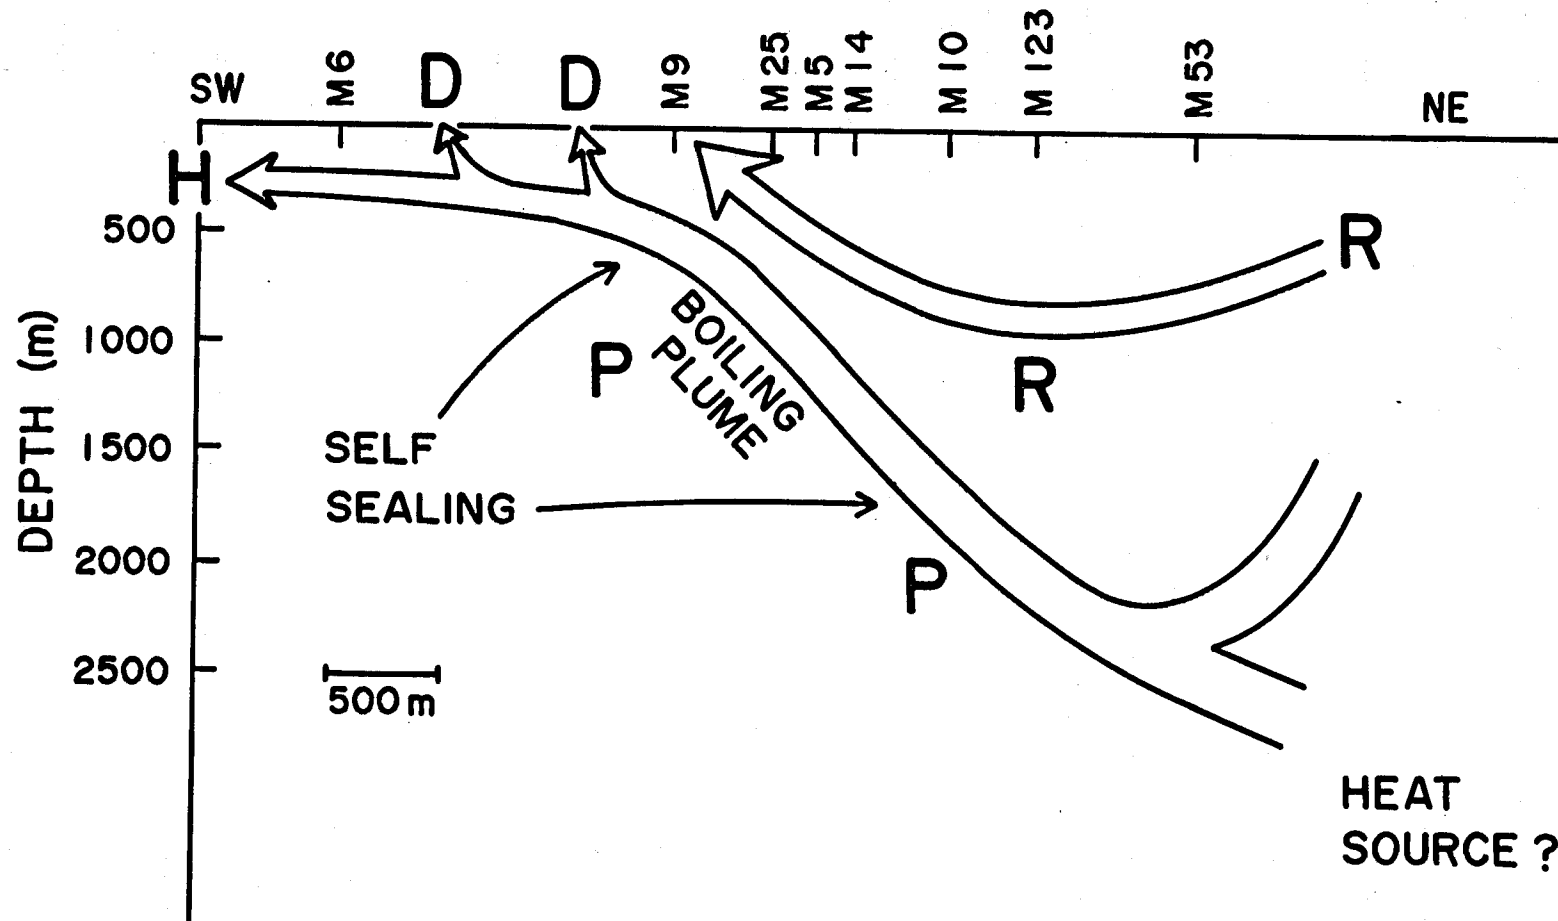 SW
M6
D
D
M9
M25
M5
M14
M10
M 123
M53
NE
H
R
500
DEPTH (m)
1000
P
BOILING
PLUME
R
SELF
1500
SEALING
2000
P
2500
500 m
HEAT
SOURCE ?